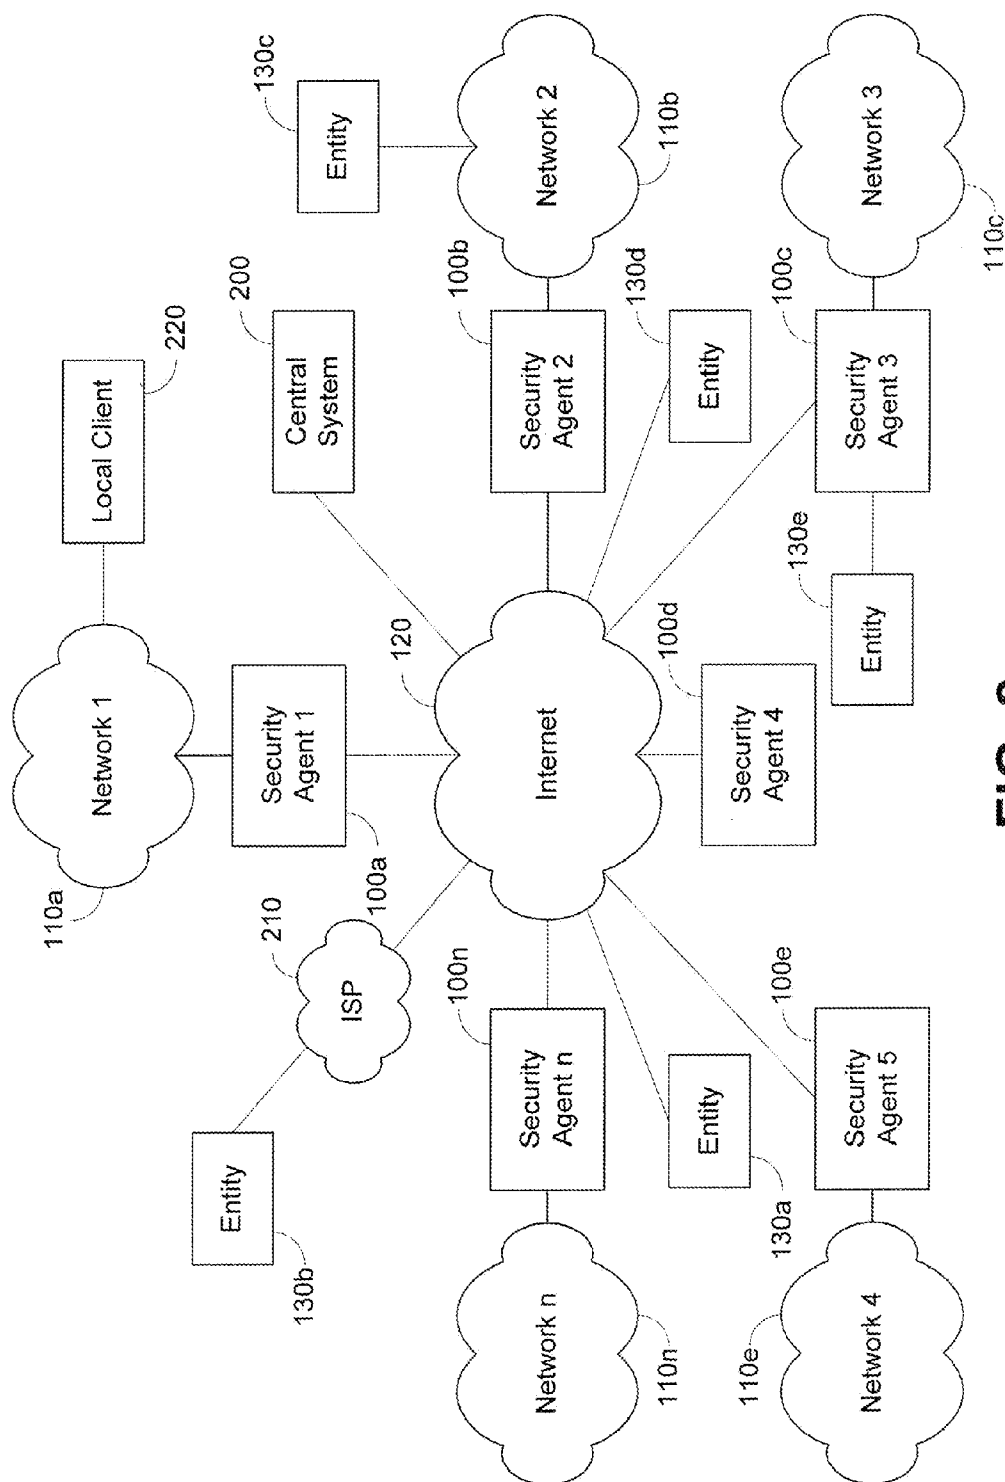 110a
Network 1
Local Client
220
Entity
130b
210
ISP
100a
Security
Agent 1
200
Central
System
130c
Entity
120
Internet
100n
Security
Agent n
Network n
110n
100b
Security
Agent 2
Network 2
110b
Entity
130a
100d
Security
Agent 4
130d
Entity
110e
Network 4
100e
Security
Agent 5
130e
Entity
100c
Security
Agent 3
Network 3
110c
FIG.